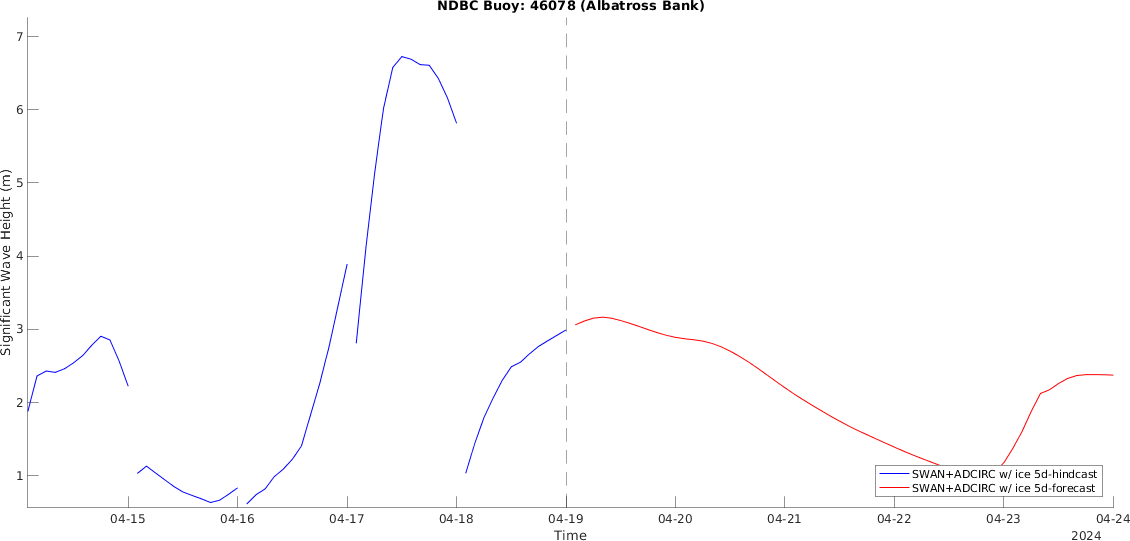 NDBC Buoy: 46078 (Albatross Bank)
7
6
5
4
3
2
1
Significant Wave Height (m)
SWAN+ADCIRC w/ ice 5d-hindcast
SWAN+ADCIRC w/ ice 5d-forecast
04-15 04-16 04-17 04-18 04-19 04-20 04-21 04-22 04-23 04-24
Time
2024